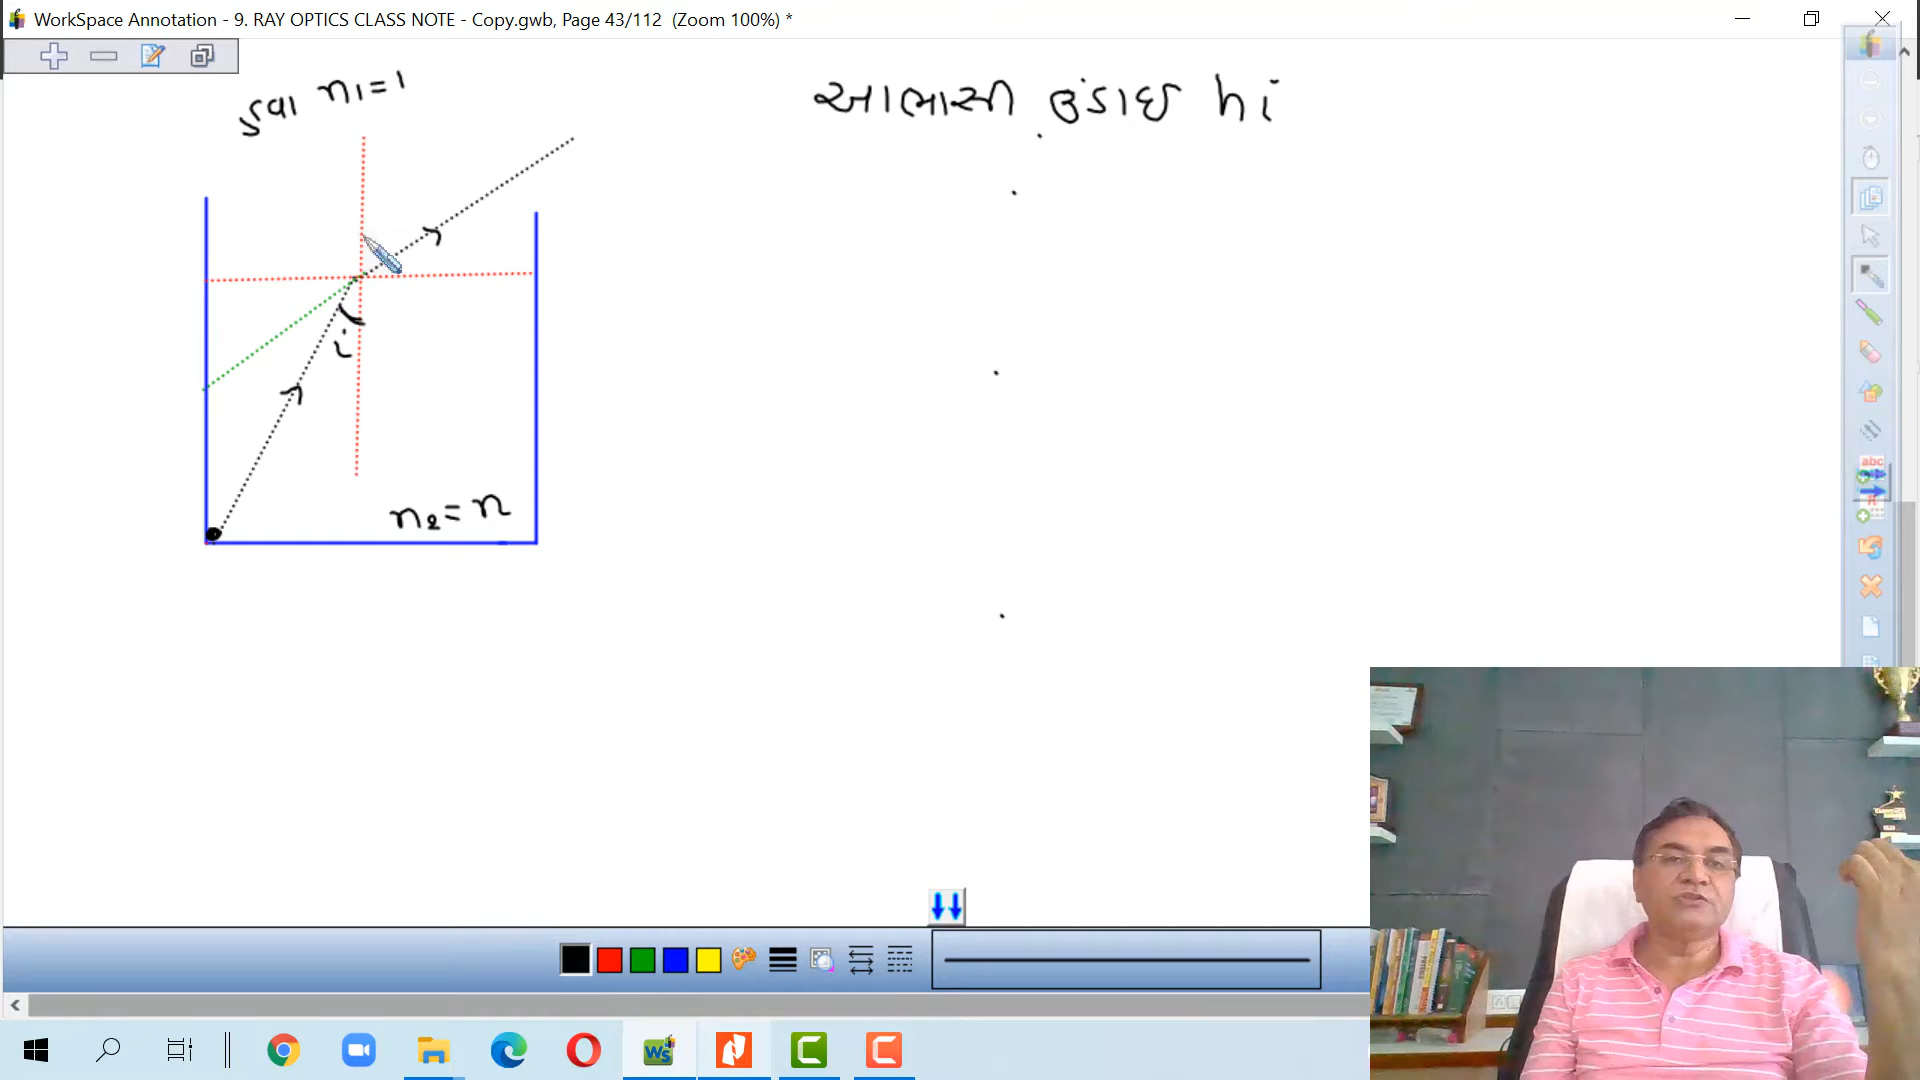 WorkSpace Annotation - 9. RAY OPTICS CLASS NOTE - Copy.gwb, Page 43/112 (Zoom 100%) *
હવા n₁=1
આભાસી ઉંડાઇ hi
i
n₂=n
abc